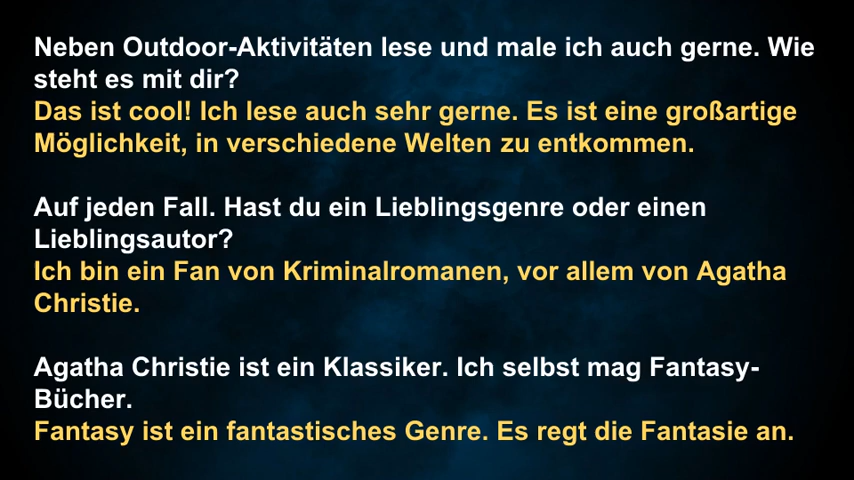 Neben Outdoor-Aktivitäten lese und male ich auch gerne. Wie
steht es mit dir?
Das ist cool! Ich lese auch sehr gerne. Es ist eine großartige
Möglichkeit, in verschiedene Welten zu entkommen.
Auf jeden Fall. Hast du ein Lieblingsgenre oder einen
Lieblingsautor?
Ich bin ein Fan von Kriminalromanen, vor allem von Agatha
Christie.
Agatha Christie ist ein Klassiker. Ich selbst mag Fantasy-
Bücher.
Fantasy ist ein fantastisches Genre. Es regt die Fantasie an.